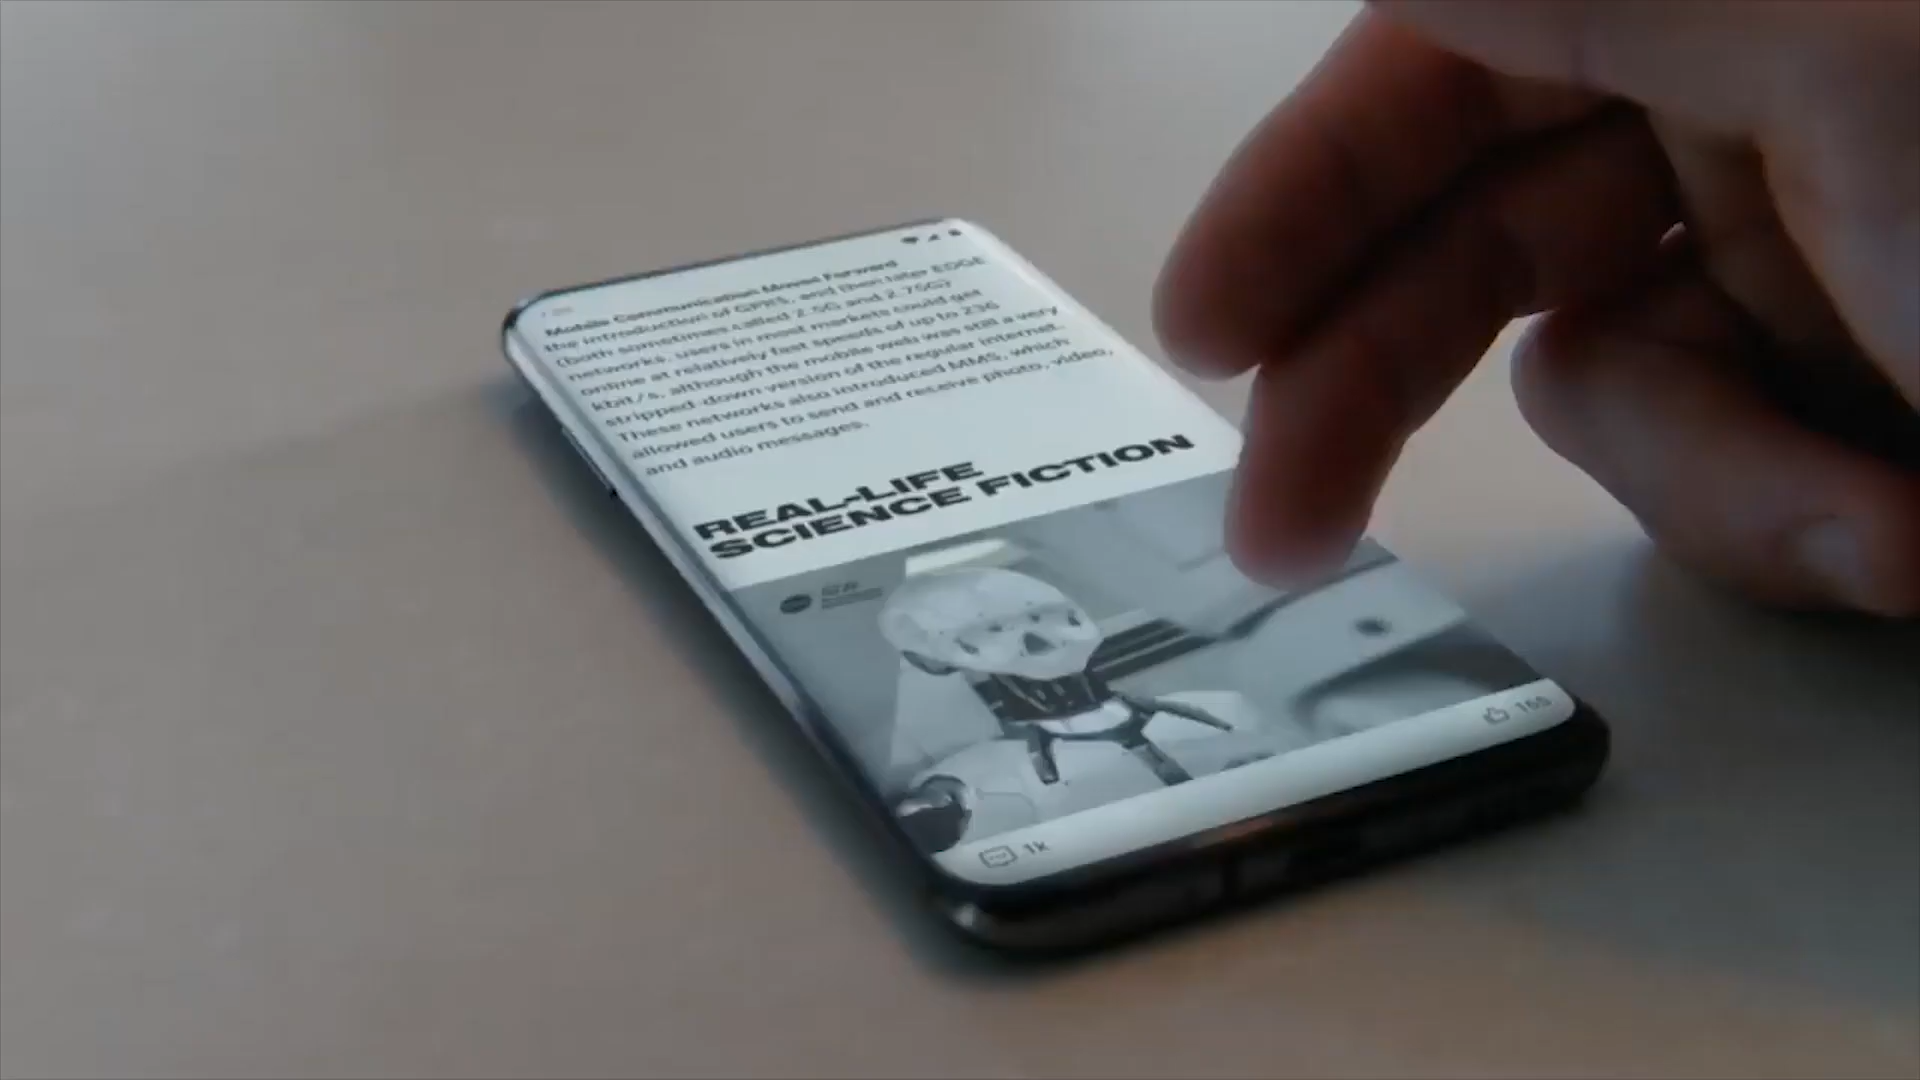 Mobile Communication Moves Forward
the introduction of GPRS, and then later EDGE
(both sometimes called 2.5G and 2.75G)
networks, users in most markets could get
online at relatively fast speeds of up to 236
kbit/s, although the mobile web was still a very
stripped-down version of the regular internet.
These networks also introduced MMS, which
allowed users to send and receive photo, video,
and audio messages.
REAL-LIFE
SCIENCE FICTION
1k